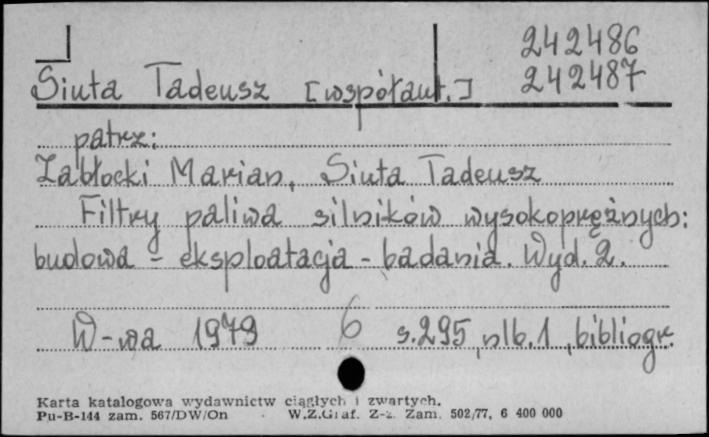 242486
Siuta Tadeusz [współaut.] 242487
patrz:
Zabłocki Marian, Siuta Tadeusz
Filtry paliwa silników wysokoprężnych:
budowa - eksploatacja - badania. Wyd. 2.
W-wa 1979 6 s.295, nlb.1, bibliogr.
Karta katalogowa wydawnictw ciągłych i zwartych.
Pu-B-144 zam. 567/DW/On W.Z.Graf. Z-2. Zam. 502/77, 6 400 000